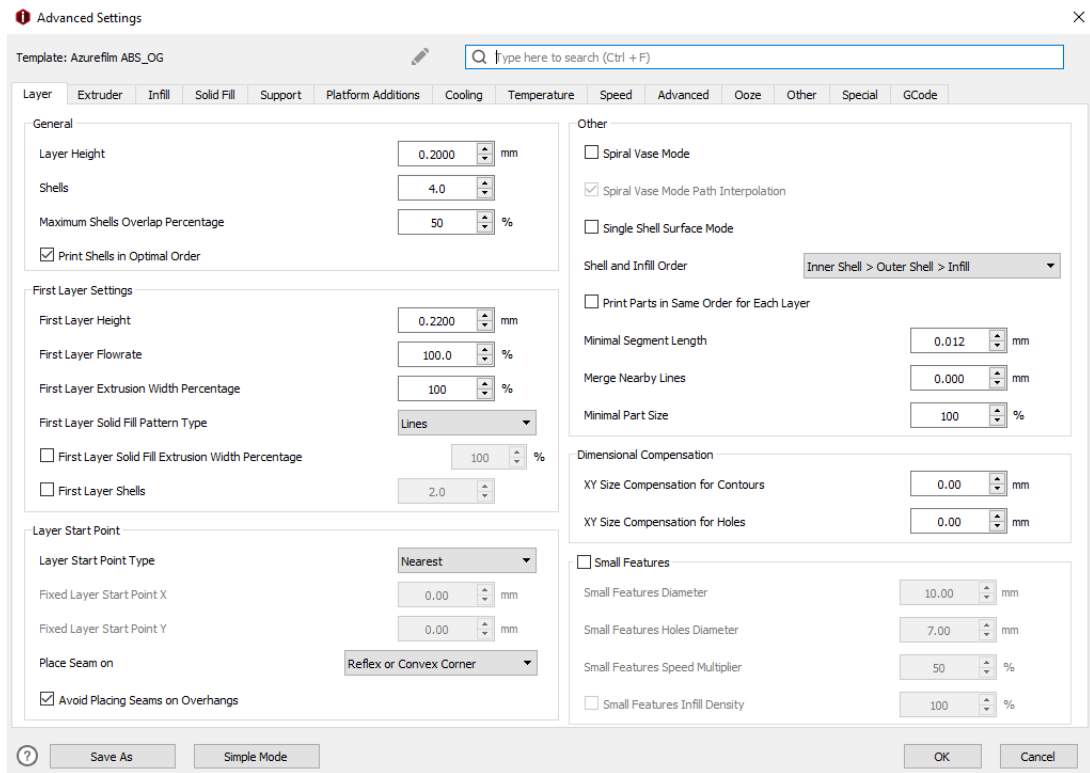 Advanced Settings
Template: Azurefilm ABS_OG
Type here to search (Ctrl + F)
Layer Extruder Infill Solid Fill Support Platform Additions Cooling Temperature Speed Advanced Ooze Other Special GCode
General
Layer Height 0.2000 mm
Shells 4.0
Maximum Shells Overlap Percentage 50 %
Print Shells in Optimal Order
First Layer Settings
First Layer Height 0.2200 mm
First Layer Flowrate 100.0 %
First Layer Extrusion Width Percentage 100 %
First Layer Solid Fill Pattern Type Lines
First Layer Solid Fill Extrusion Width Percentage 100 %
First Layer Shells 2.0
Layer Start Point
Layer Start Point Type Nearest
Fixed Layer Start Point X 0.00 mm
Fixed Layer Start Point Y 0.00 mm
Place Seam on Reflex or Convex Corner
Avoid Placing Seams on Overhangs
Other
Spiral Vase Mode
Spiral Vase Mode Path Interpolation
Single Shell Surface Mode
Shell and Infill Order Inner Shell > Outer Shell > Infill
Print Parts in Same Order for Each Layer
Minimal Segment Length 0.012 mm
Merge Nearby Lines 0.000 mm
Minimal Part Size 100 %
Dimensional Compensation
XY Size Compensation for Contours 0.00 mm
XY Size Compensation for Holes 0.00 mm
Small Features
Small Features Diameter 10.00 mm
Small Features Holes Diameter 7.00 mm
Small Features Speed Multiplier 50 %
Small Features Infill Density 100 %
? Save As Simple Mode OK Cancel